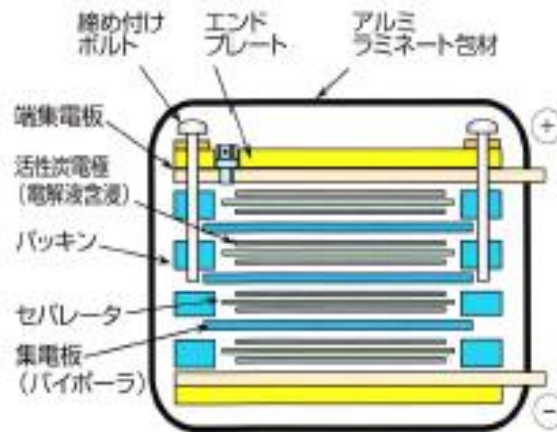 締め付け
ボルト
エンド
プレート
アルミ
ラミネート包材
端集電板
活性炭電極
(電解液含浸)
パッキン
セパレータ
集電板
(バイポーラ)
+
−